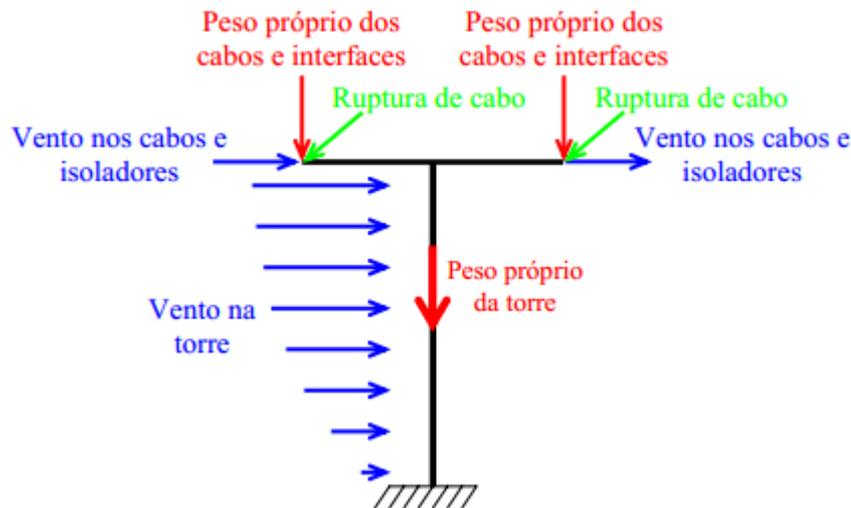 Peso próprio dos
cabos e interfaces
Peso próprio dos
cabos e interfaces
Ruptura de cabo
Ruptura de cabo
Vento nos cabos e
isoladores
Vento nos cabos e
isoladores
Peso próprio
da torre
Vento na
torre